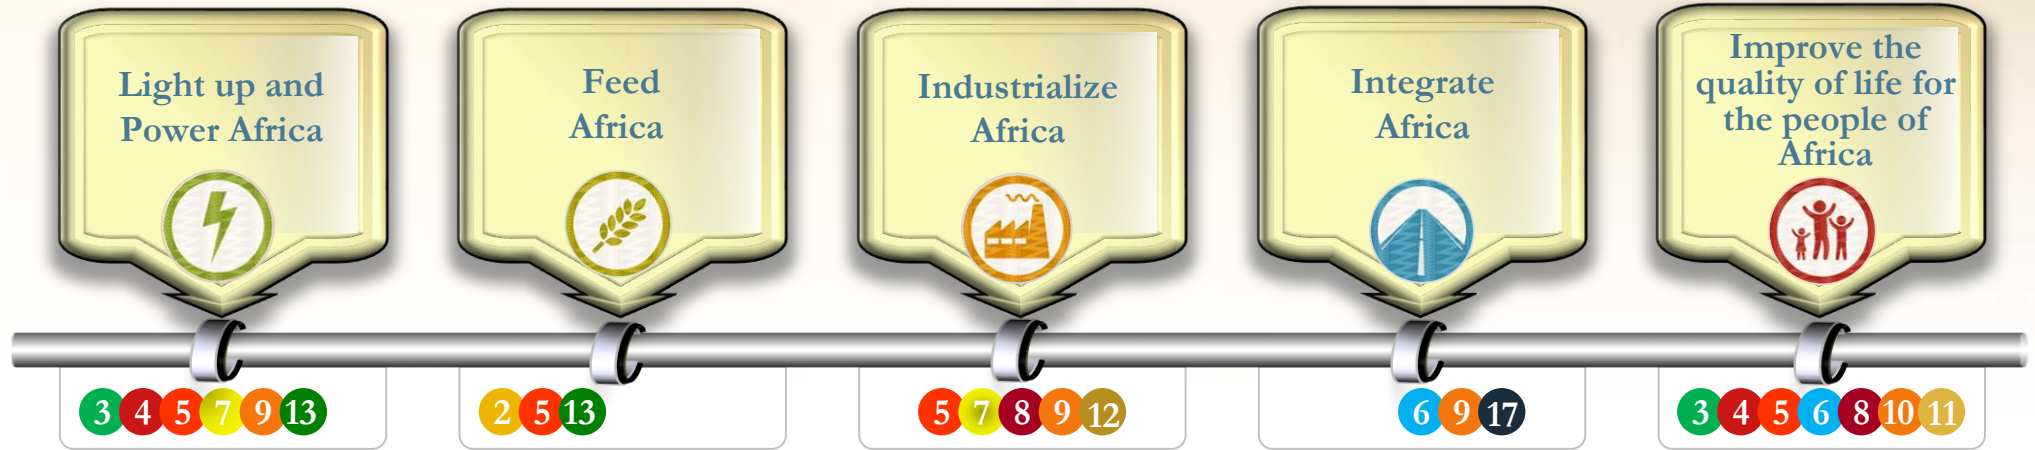 Light up and
Power Africa
Feed
Africa
Industrialize
Africa
Integrate
Africa
Improve the
quality of life for
the people of
Africa
3 4 5 7 9 13
2 5 13
5 7 8 9 12
6 9 17
3 4 5 6 8 10 11